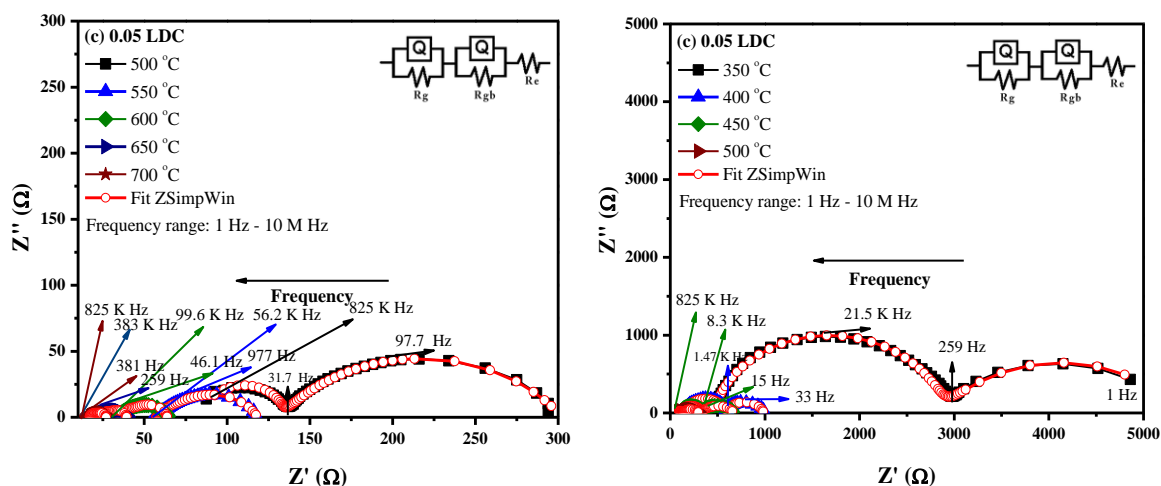 (c) 0.05 LDC
500 °C
550 °C
600 °C
650 °C
700 °C
Fit ZSimpWin
Frequency range: 1 Hz - 10 M Hz
Q
Q
Rg
Rgb
Re
Frequency
825 K Hz
383 K Hz
99.6 K Hz
56.2 K Hz
825 K Hz
381 Hz
259 Hz
46.1 Hz
977 Hz
31.7 Hz
97.7 Hz
300
250
200
150
100
50
0
50
100
150
200
250
300
Z'' (Ω)
Z' (Ω)
(c) 0.05 LDC
350 °C
400 °C
450 °C
500 °C
Fit ZSimpWin
Frequency range: 1 Hz - 10 M Hz
Q
Q
Rg
Rgb
Re
Frequency
825 K Hz
8.3 K Hz
1.47 K Hz
15 Hz
33 Hz
21.5 K Hz
259 Hz
1 Hz
5000
4000
3000
2000
1000
0
0
1000
2000
3000
4000
5000
Z'' (Ω)
Z' (Ω)